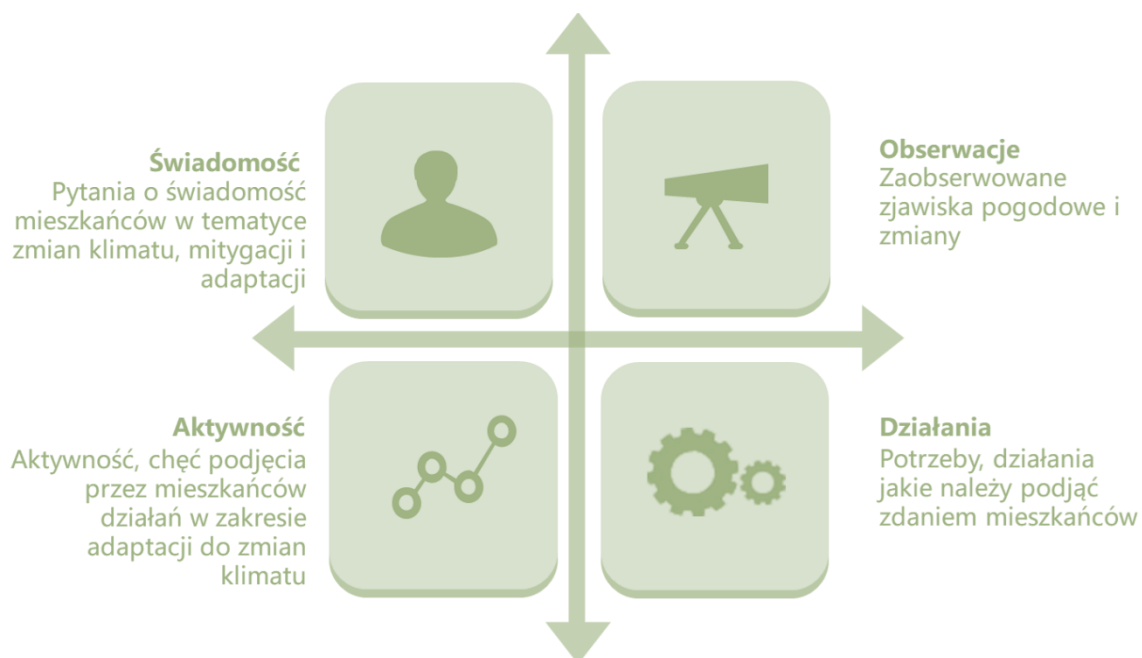 Świadomość
Pytania o świadomość
mieszkańców w tematyce
zmian klimatu, mitygacji i
adaptacji
Obserwacje
Zaobserwowane
zjawiska pogodowe i
zmiany
Aktywność
Aktywność, chęć podjęcia
przez mieszkańców
działań w zakresie
adaptacji do zmian
klimatu
Działania
Potrzeby, działania
jakie należy podjąć
zdaniem mieszkańców